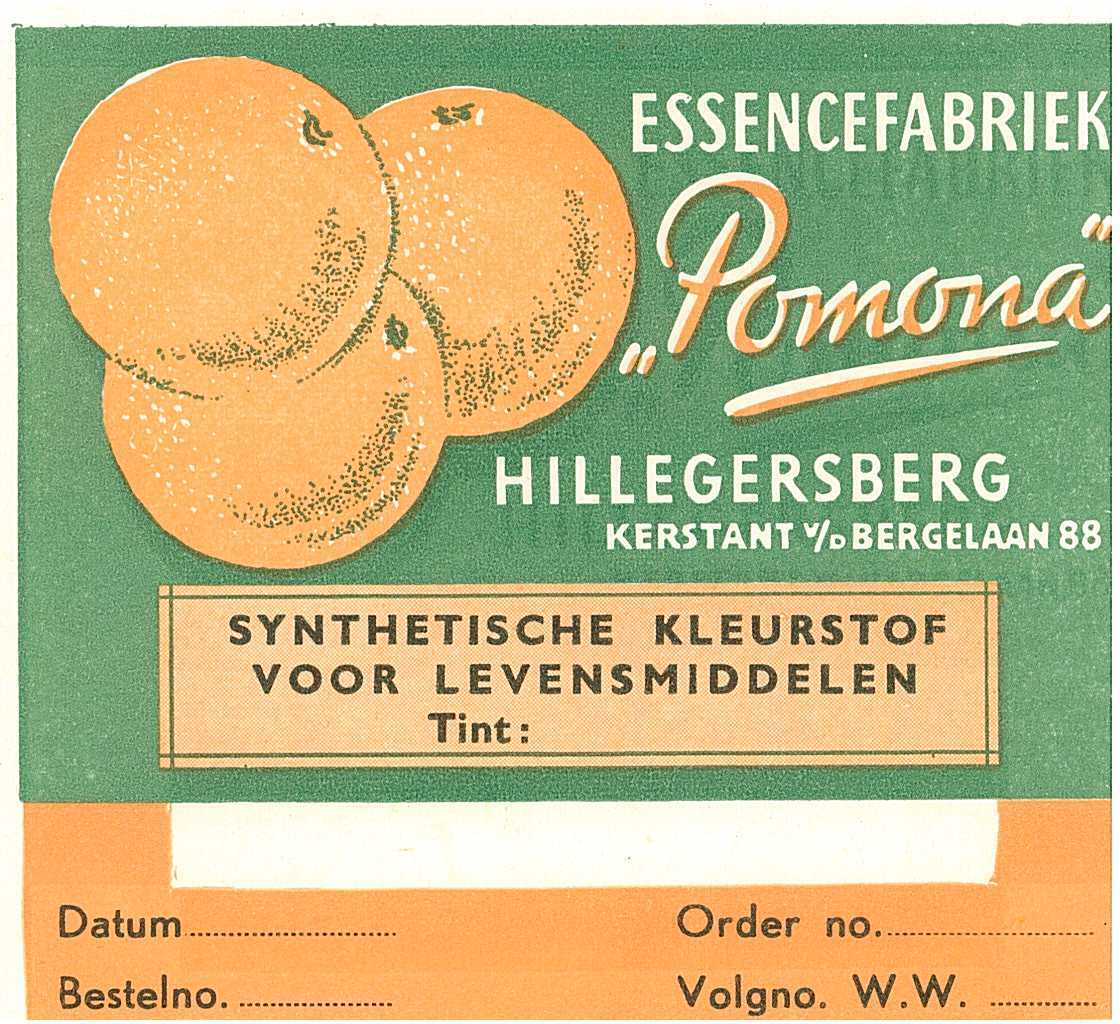 ESSENCEFABRIEK
„Pomona”
HILLEGERSBERG
KERSTANT v/D BERGELAAN 88
SYNTHETISCHE KLEURSTOF
VOOR LEVENSMIDDELEN
Tint:
Datum.......................... Order no...........................
Bestelno. .................... Volgno. W.W. ..............